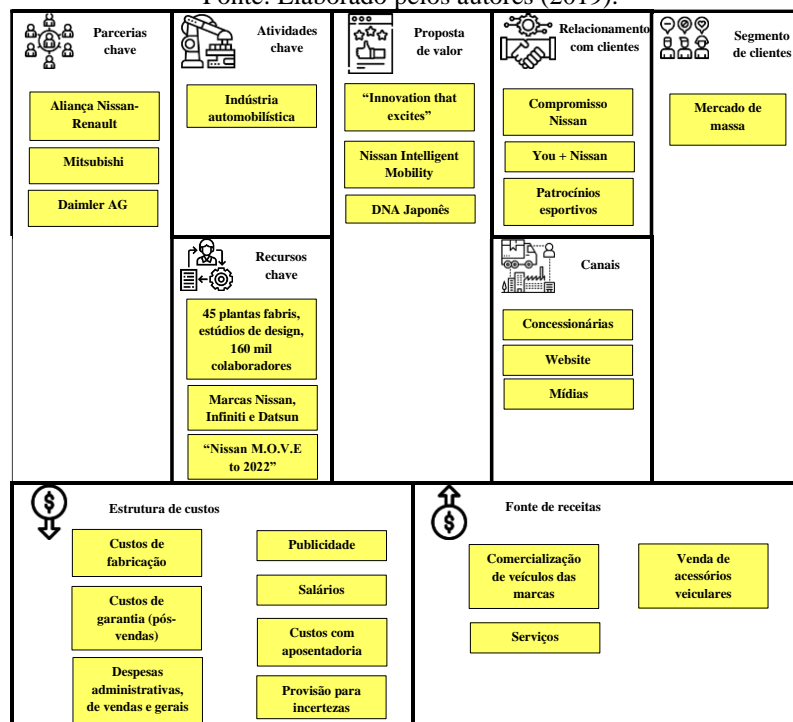 Fonte: Elaborado pelos autores (2019).
Parcerias
chave
Aliança Nissan-
Renault
Mitsubishi
Daimler AG
Atividades
chave
Indústria
automobilística
Recursos
chave
45 plantas fabris,
estúdios de design,
160 mil
colaboradores
Marcas Nissan,
Infiniti e Datsun
“Nissan M.O.V.E
to 2022”
Proposta
de valor
“Innovation that
excites”
Nissan Intelligent
Mobility
DNA Japonês
Relacionamento
com clientes
Compromisso
Nissan
You + Nissan
Patrocínios
esportivos
Canais
Concessionárias
Website
Mídias
Segmento
de clientes
Mercado de
massa
Estrutura de custos
Custos de
fabricação
Custos de
garantia (pós-
vendas)
Despesas
administrativas,
de vendas e gerais
Publicidade
Salários
Custos com
aposentadoria
Provisão para
incertezas
Fonte de receitas
Comercialização
de veículos das
marcas
Serviços
Venda de
acessórios
veiculares